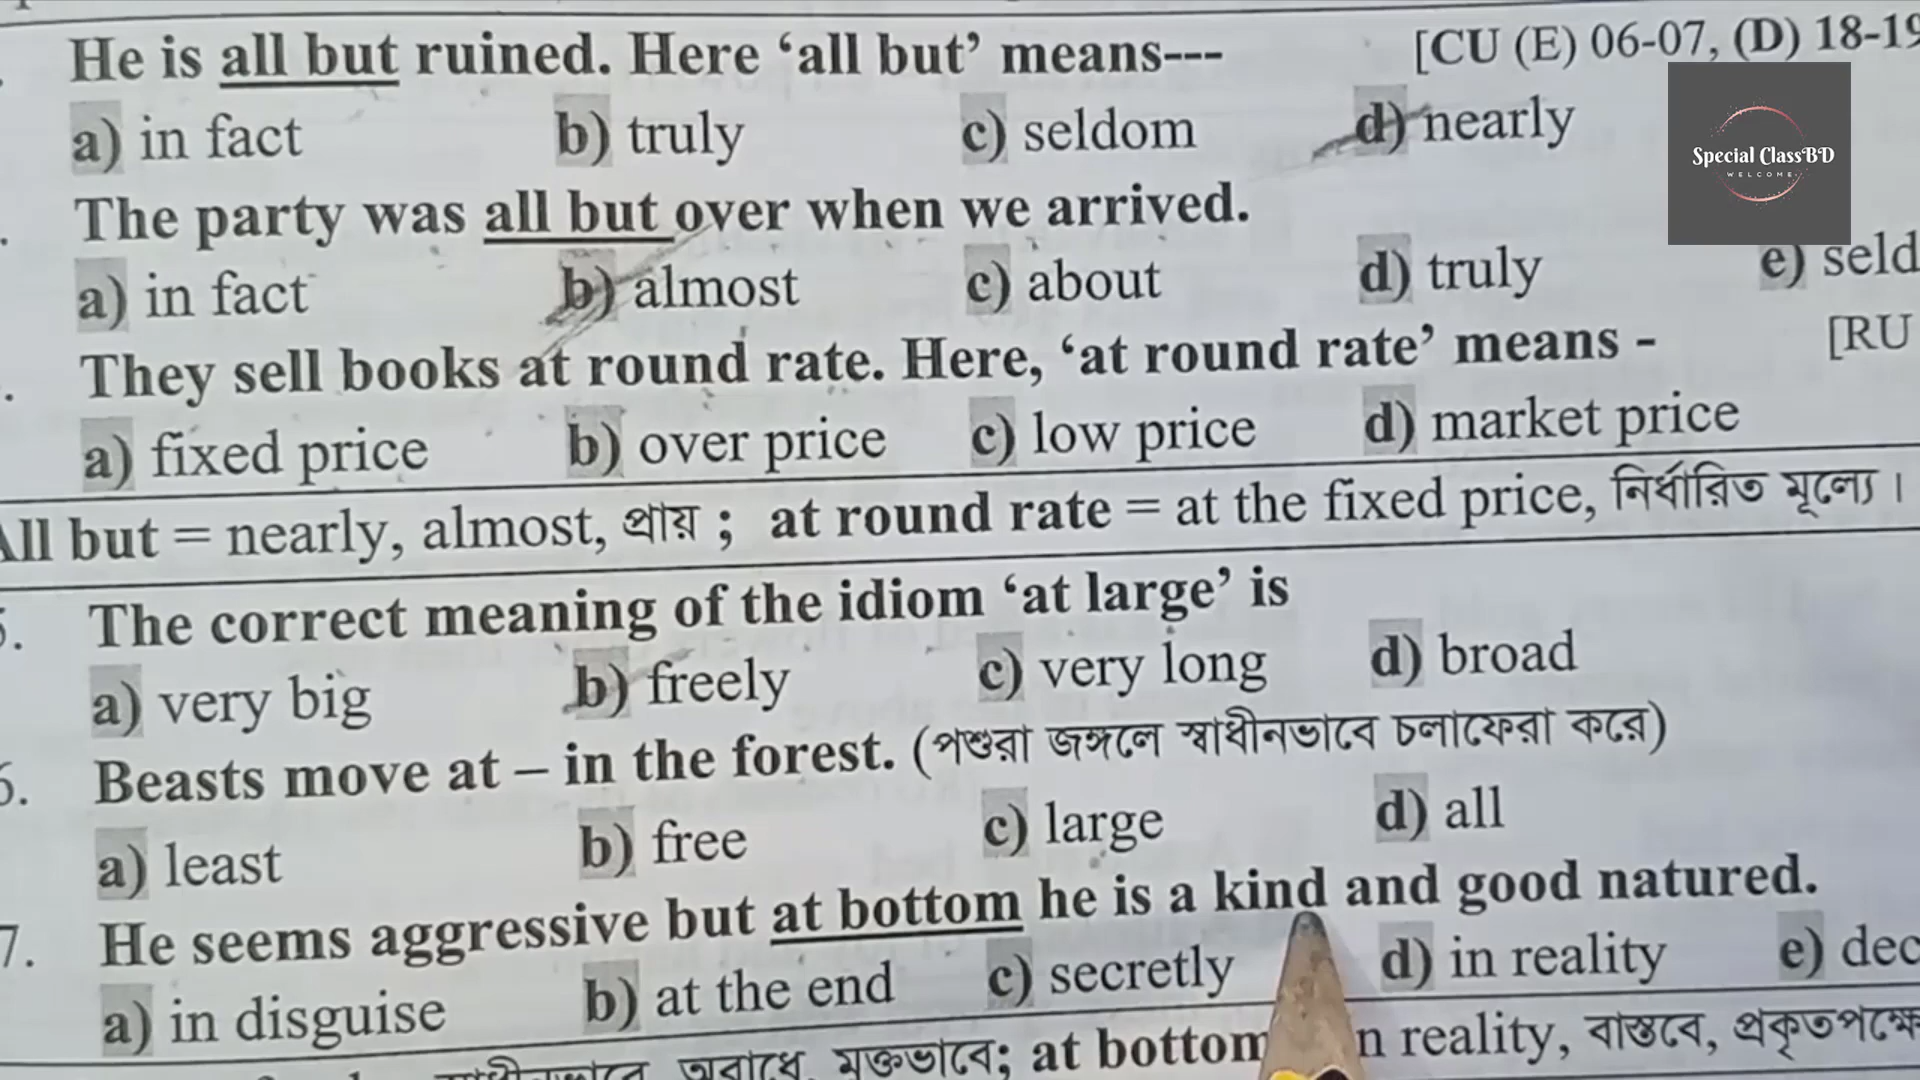 He is all but ruined. Here ‘all but’ means--- [CU (E) 06-07, (D) 18-19
a) in fact b) truly c) seldom d) nearly
Special ClassBD
WELCOME
The party was all but over when we arrived.
a) in fact b) almost c) about d) truly e) seld
They sell books at round rate. Here, ‘at round rate’ means - [RU
a) fixed price b) over price c) low price d) market price
All but = nearly, almost, প্রায় ; at round rate = at the fixed price, নির্ধারিত মূল্যে ।
5. The correct meaning of the idiom ‘at large’ is
a) very big b) freely c) very long d) broad
6. Beasts move at – in the forest. (পশুরা জঙ্গলে স্বাধীনভাবে চলাফেরা করে)
a) least b) free c) large d) all
7. He seems aggressive but at bottom he is a kind and good natured.
a) in disguise b) at the end c) secretly d) in reality e) dec
অবাধে, মুক্তভাবে; at bottom n reality, বাস্তবে, প্রকৃতপক্ষে